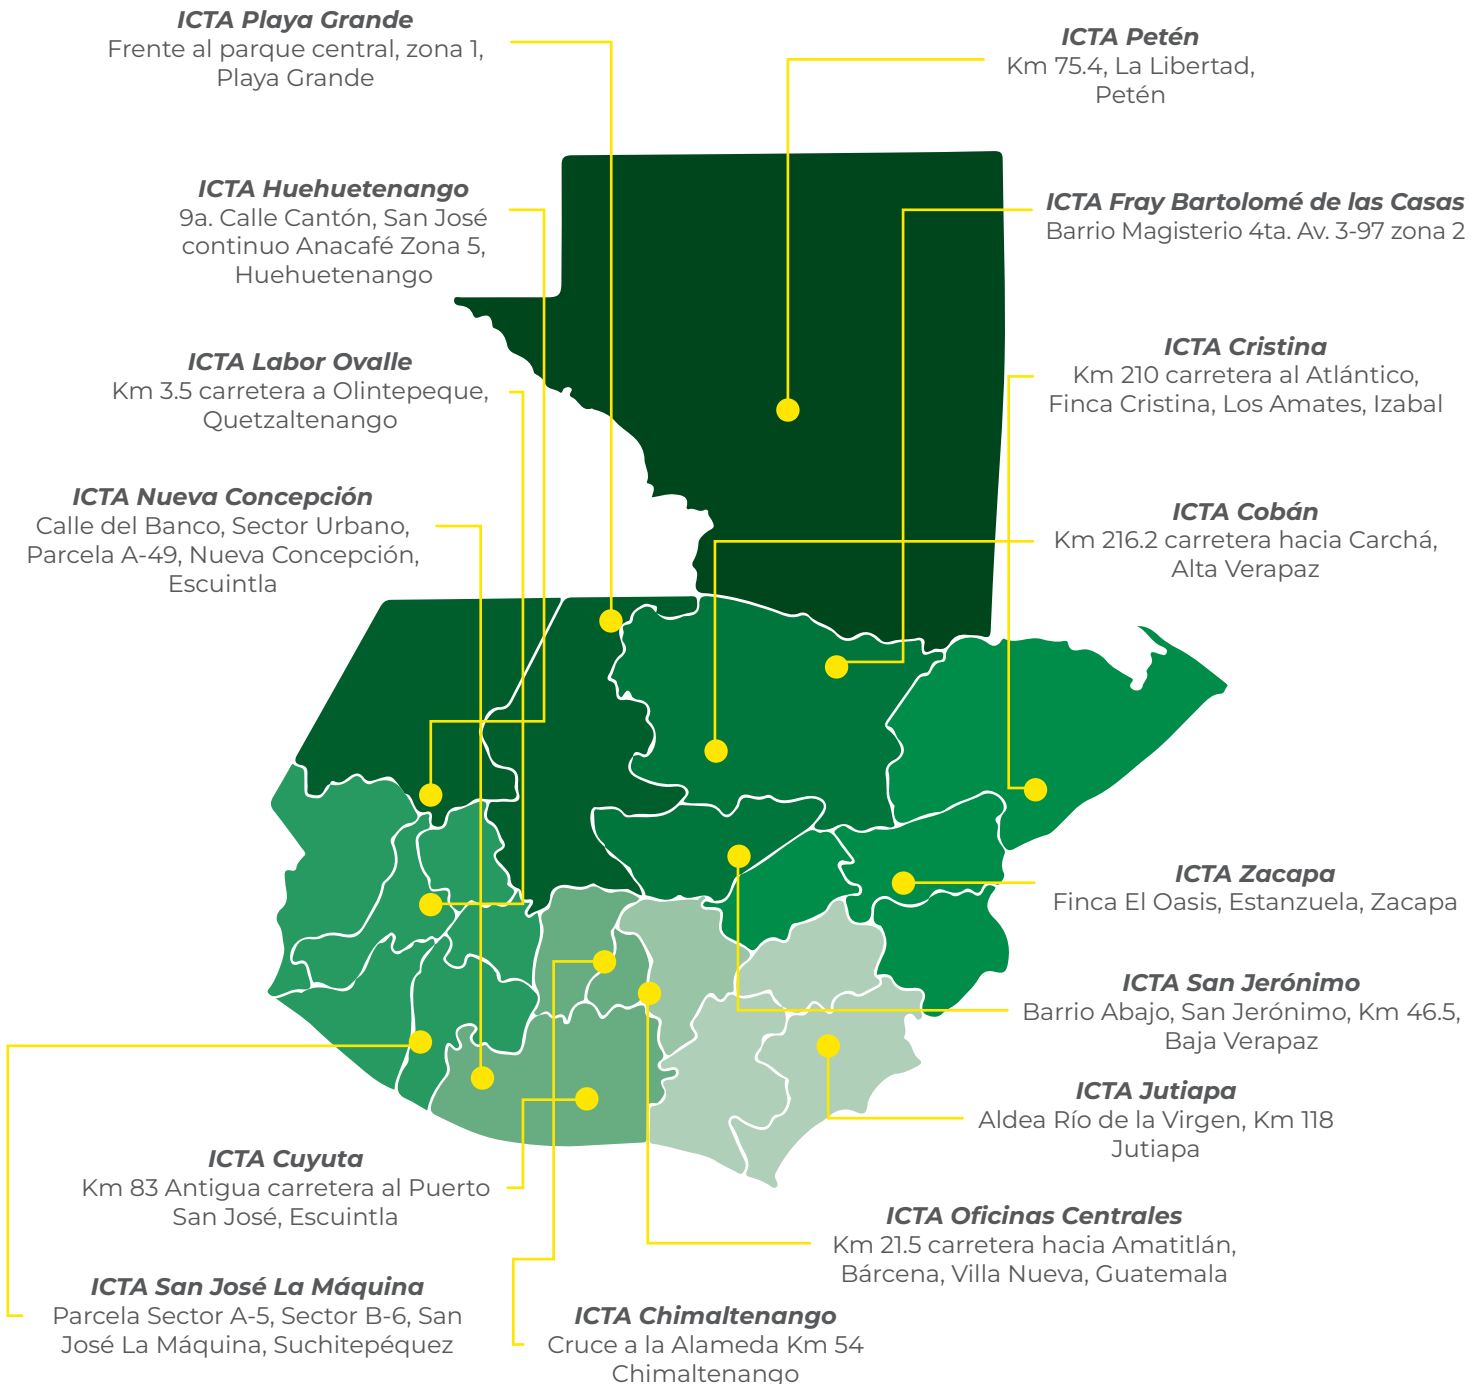 ICTA Playa Grande
Frente al parque central, zona 1,
Playa Grande
ICTA Petén
Km 75.4, La Libertad,
Petén
ICTA Huehuetenango
9a. Calle Cantón, San José
continuo Anacafé Zona 5,
Huehuetenango
ICTA Fray Bartolomé de las Casas
Barrio Magisterio 4ta. Av. 3-97 zona 2
ICTA Labor Ovalle
Km 3.5 carretera a Olintepeque,
Quetzaltenango
ICTA Cristina
Km 210 carretera al Atlántico,
Finca Cristina, Los Amates, Izabal
ICTA Nueva Concepción
Calle del Banco, Sector Urbano,
Parcela A-49, Nueva Concepción,
Escuintla
ICTA Cobán
Km 216.2 carretera hacia Carchá,
Alta Verapaz
ICTA Zacapa
Finca El Oasis, Estanzuela, Zacapa
ICTA San Jerónimo
Barrio Abajo, San Jerónimo, Km 46.5,
Baja Verapaz
ICTA Jutiapa
Aldea Río de la Virgen, Km 118
Jutiapa
ICTA Cuyuta
Km 83 Antigua carretera al Puerto
San José, Escuintla
ICTA Oficinas Centrales
Km 21.5 carretera hacia Amatitlán,
Bárcena, Villa Nueva, Guatemala
ICTA San José La Máquina
Parcela Sector A-5, Sector B-6, San
José La Máquina, Suchitepéquez
ICTA Chimaltenango
Cruce a la Alameda Km 54
Chimaltenango